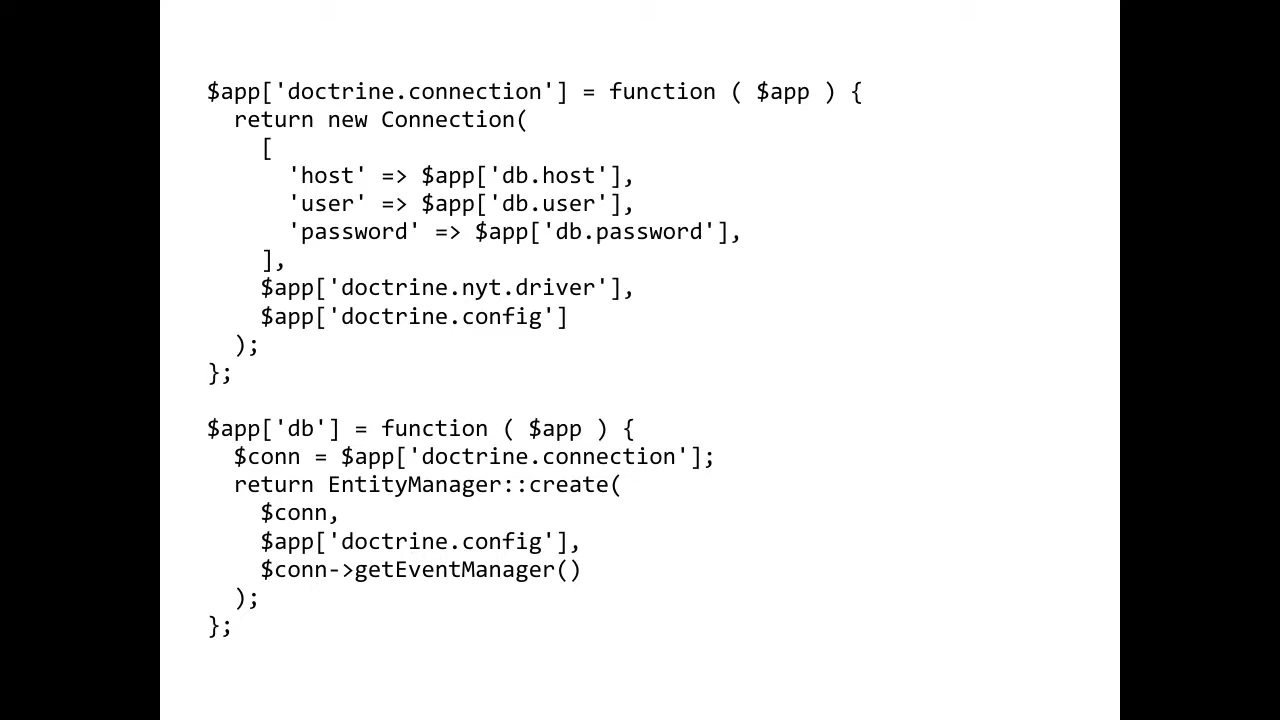 $app['doctrine.connection'] = function ( $app ) {
  return new Connection(
    [
      'host' => $app['db.host'],
      'user' => $app['db.user'],
      'password' => $app['db.password'],
    ],
    $app['doctrine.nyt.driver'],
    $app['doctrine.config']
  );
};

$app['db'] = function ( $app ) {
  $conn = $app['doctrine.connection'];
  return EntityManager::create(
    $conn,
    $app['doctrine.config'],
    $conn->getEventManager()
  );
};